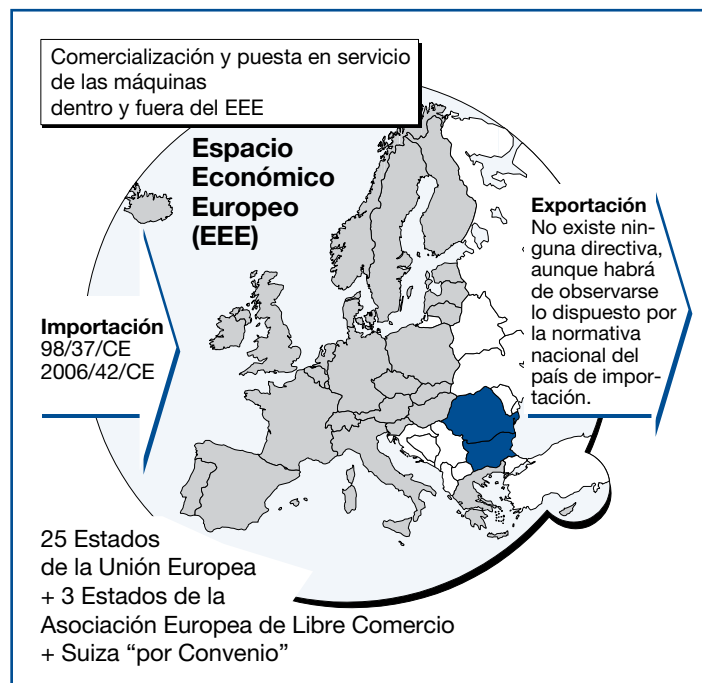 Comercialización y puesta en servicio
de las máquinas
dentro y fuera del EEE
Espacio
Económico
Europeo
(EEE)
Importación
98/37/CE
2006/42/CE
Exportación
No existe nin-
guna directiva,
aunque habrá
de observarse
lo dispuesto por
la normativa
nacional del
país de impor-
tación.
25 Estados
de la Unión Europea
+ 3 Estados de la
Asociación Europea de Libre Comercio
+ Suiza “por Convenio”